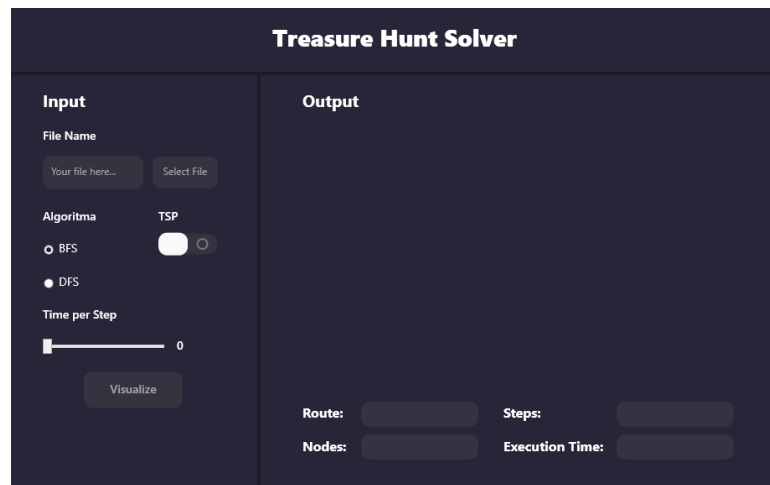 Treasure Hunt Solver
Input
Output
File Name
Your file here...
Select File
Algoritma
TSP
BFS
DFS
Time per Step
0
Visualize
Route:
Steps:
Nodes:
Execution Time: